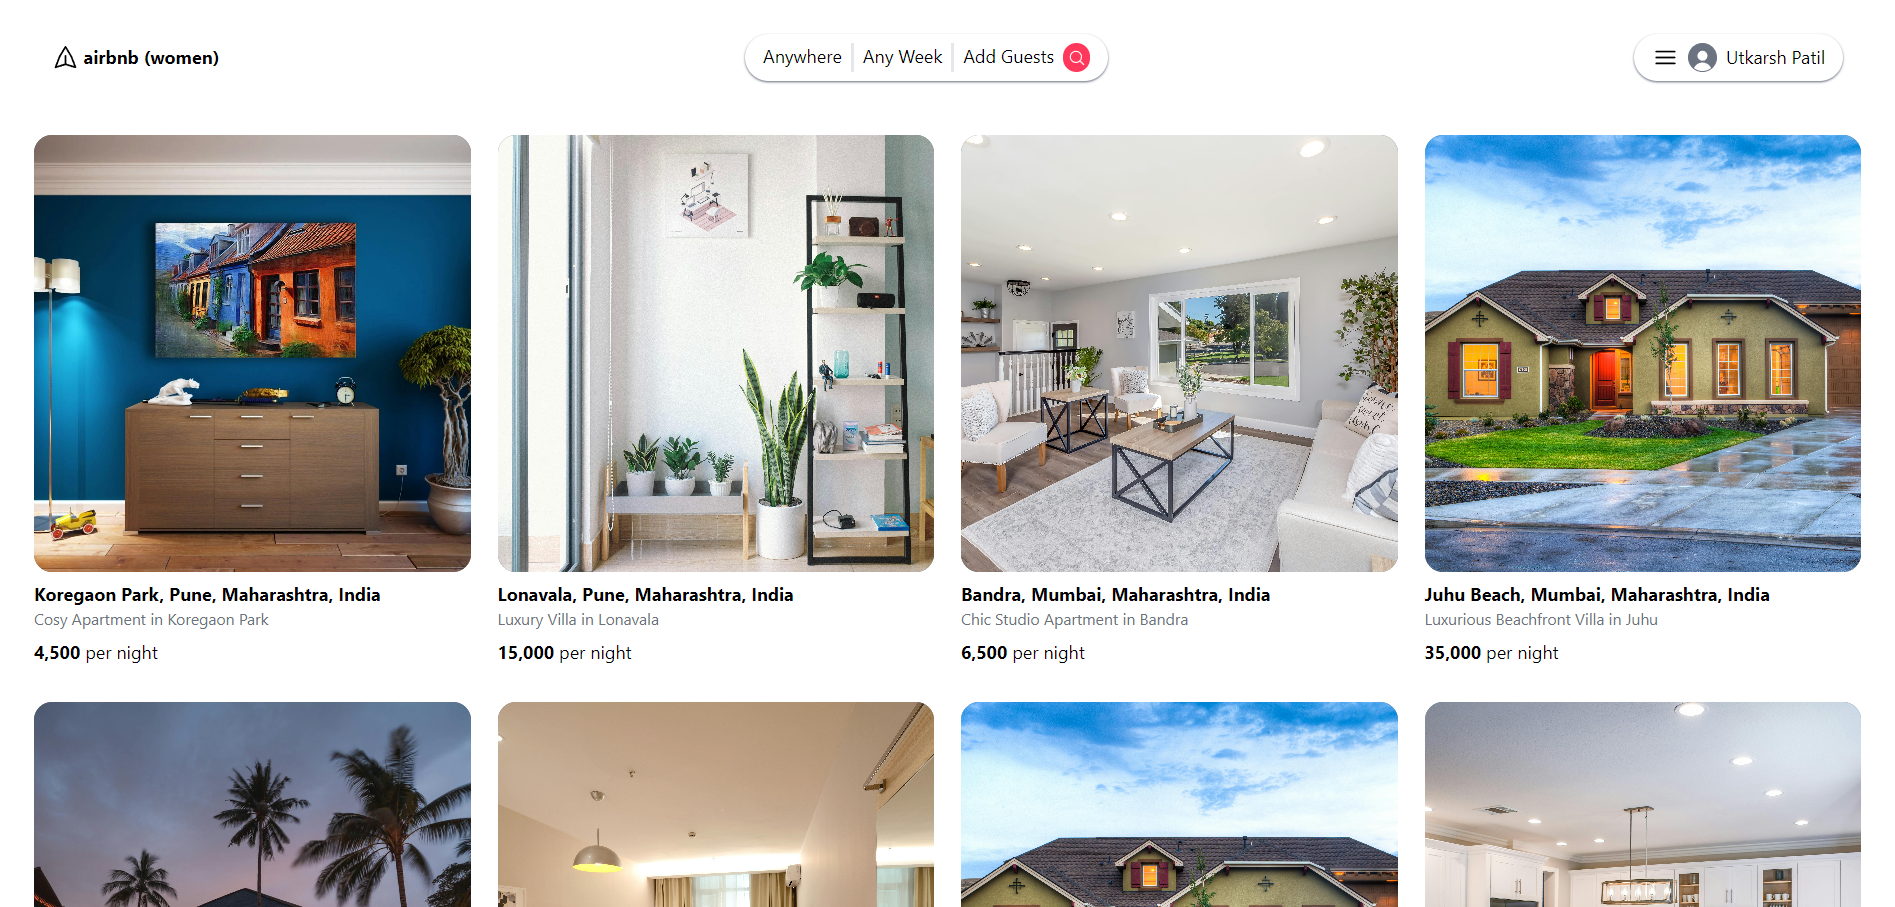 airbnb (women)
Anywhere
Any Week
Add Guests
Utkarsh Patil
Koregaon Park, Pune, Maharashtra, India
Cosy Apartment in Koregaon Park
4,500 per night
Lonavala, Pune, Maharashtra, India
Luxury Villa in Lonavala
15,000 per night
Bandra, Mumbai, Maharashtra, India
Chic Studio Apartment in Bandra
6,500 per night
Juhu Beach, Mumbai, Maharashtra, India
Luxurious Beachfront Villa in Juhu
35,000 per night